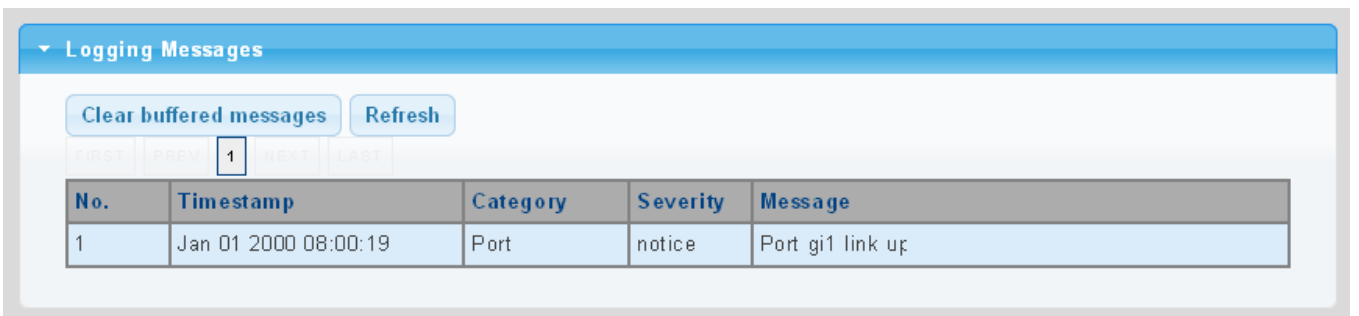 Logging Messages
Clear buffered messages Refresh
FIRST PREV 1 NEXT LAST
No. Timestamp Category Severity Message
1 Jan 01 2000 08:00:19 Port notice Port gi1 link up